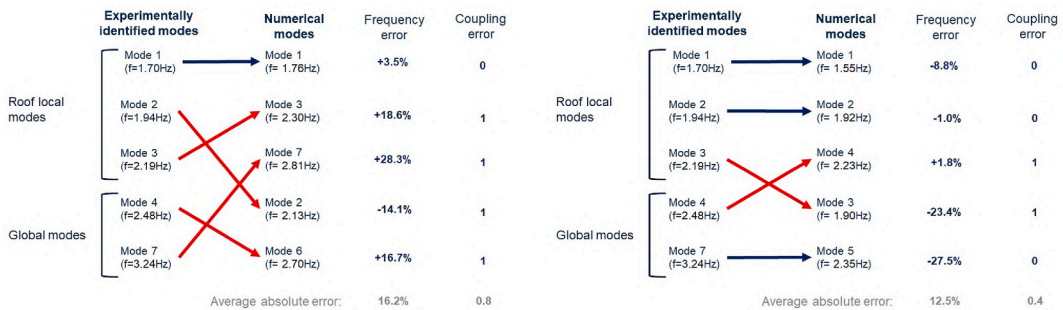 Experimentally
identified modes
Numerical
modes
Frequency
error
Coupling
error
Roof local
modes
Mode 1
(f=1.70Hz)
Mode 1
(f= 1.76Hz)
+3.5%
0
Mode 2
(f=1.94Hz)
Mode 3
(f= 2.30Hz)
+18.6%
1
Mode 3
(f=2.19Hz)
Mode 7
(f= 2.81Hz)
+28.3%
1
Global modes
Mode 4
(f=2.48Hz)
Mode 2
(f= 2.13Hz)
-14.1%
1
Mode 7
(f=3.24Hz)
Mode 6
(f= 2.70Hz)
+16.7%
1
Average absolute error:
16.2%
0.8
Experimentally
identified modes
Numerical
modes
Frequency
error
Coupling
error
Roof local
modes
Mode 1
(f=1.70Hz)
Mode 1
(f= 1.55Hz)
-8.8%
0
Mode 2
(f=1.94Hz)
Mode 2
(f= 1.92Hz)
-1.0%
0
Mode 3
(f=2.19Hz)
Mode 4
(f= 2.23Hz)
+1.8%
1
Global modes
Mode 4
(f=2.48Hz)
Mode 3
(f= 1.90Hz)
-23.4%
1
Mode 7
(f=3.24Hz)
Mode 5
(f= 2.35Hz)
-27.5%
0
Average absolute error:
12.5%
0.4